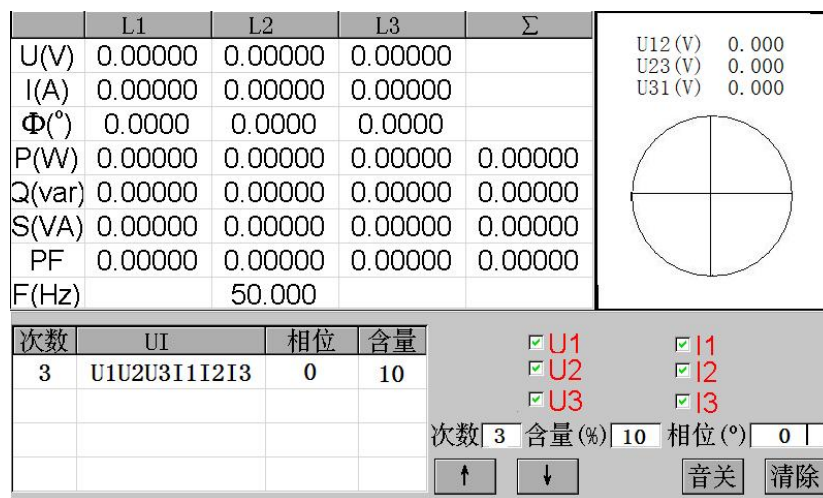 L1 L2 L3 Σ
U(V) 0.00000 0.00000 0.00000
I(A) 0.00000 0.00000 0.00000
Φ(°) 0.0000 0.0000 0.0000
P(W) 0.00000 0.00000 0.00000 0.00000
Q(var) 0.00000 0.00000 0.00000 0.00000
S(VA) 0.00000 0.00000 0.00000 0.00000
PF 0.00000 0.00000 0.00000 0.00000
F(Hz) 50.000
U12(V) 0.000
U23(V) 0.000
U31(V) 0.000
次数 UI 相位 含量
3 U1U2U3I1I2I3 0 10
U1 I1
U2 I2
U3 I3
次数 3 含量(%) 10 相位(°) 0
音关 清除